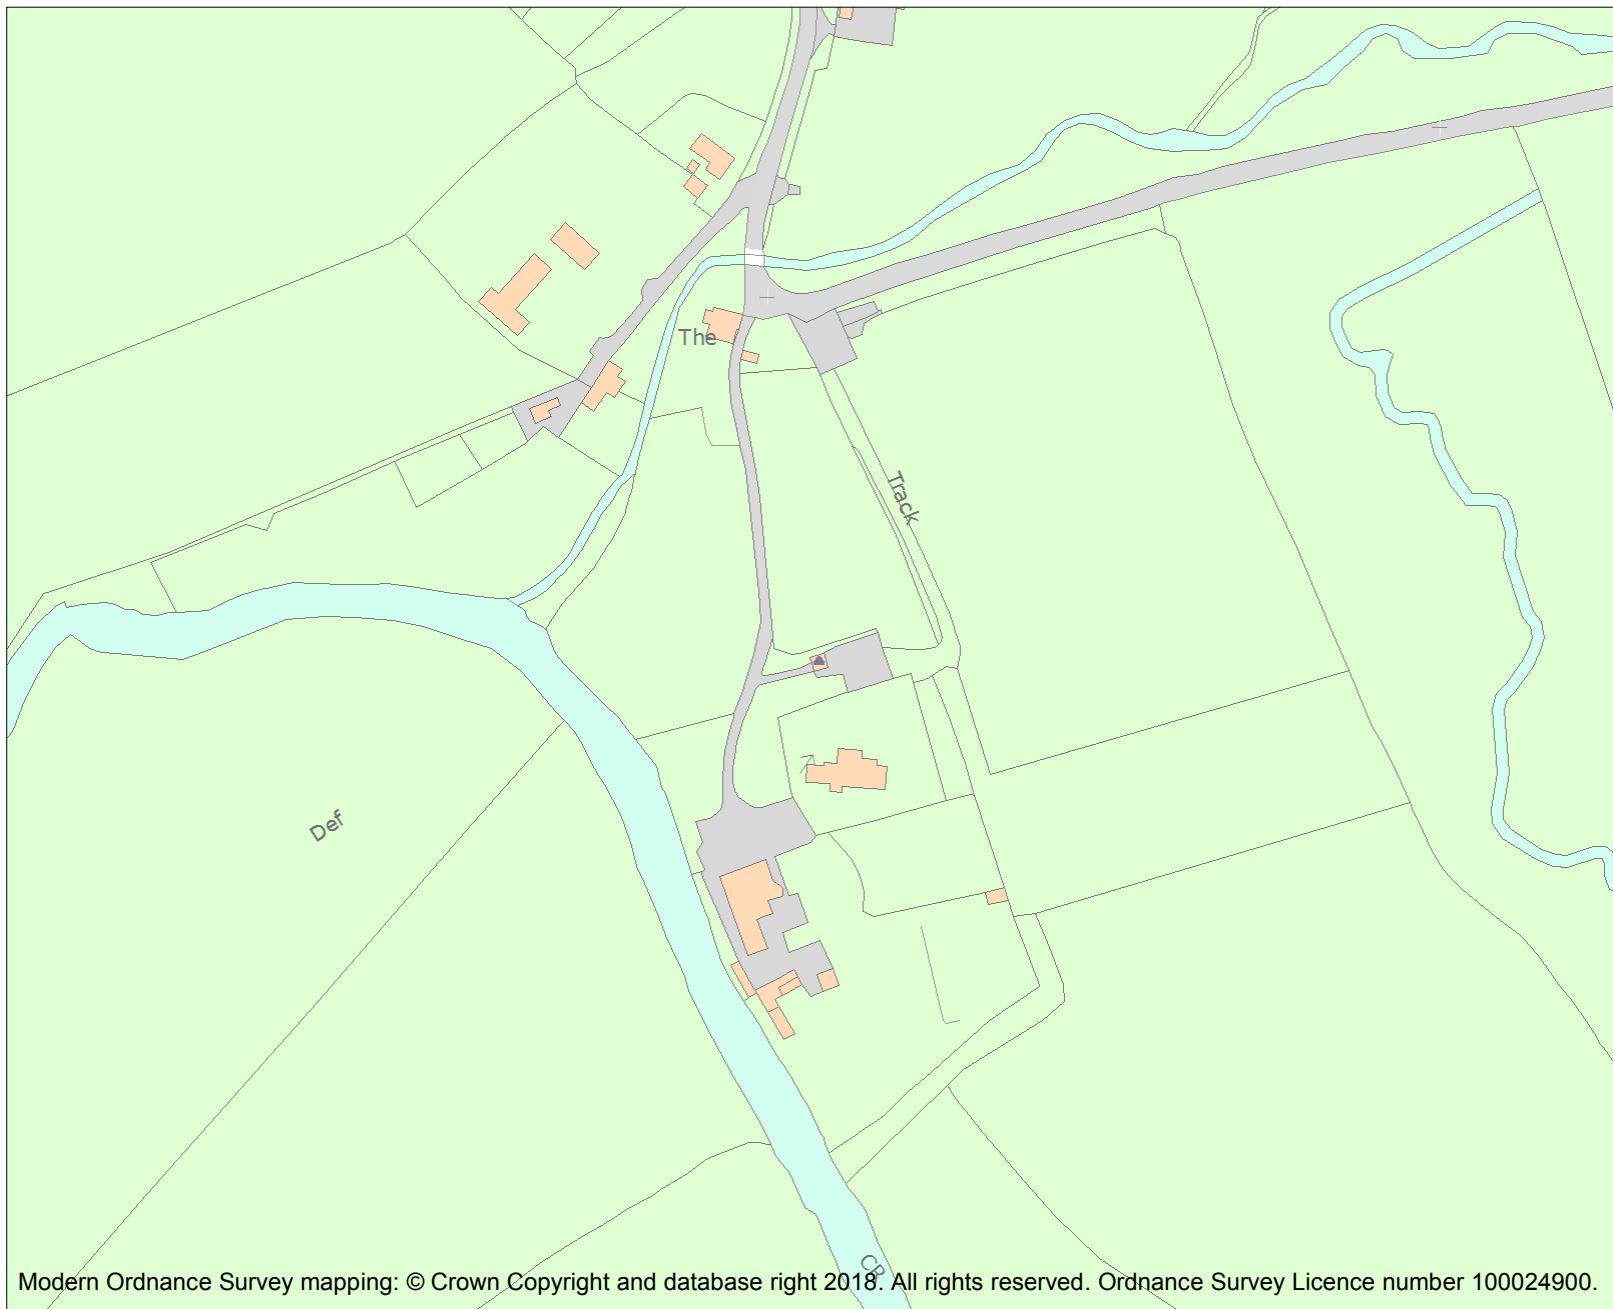 The
Track
Def
CR
Modern Ordnance Survey mapping: © Crown Copyright and database right 2018. All rights reserved. Ordnance Survey Licence number 100024900.